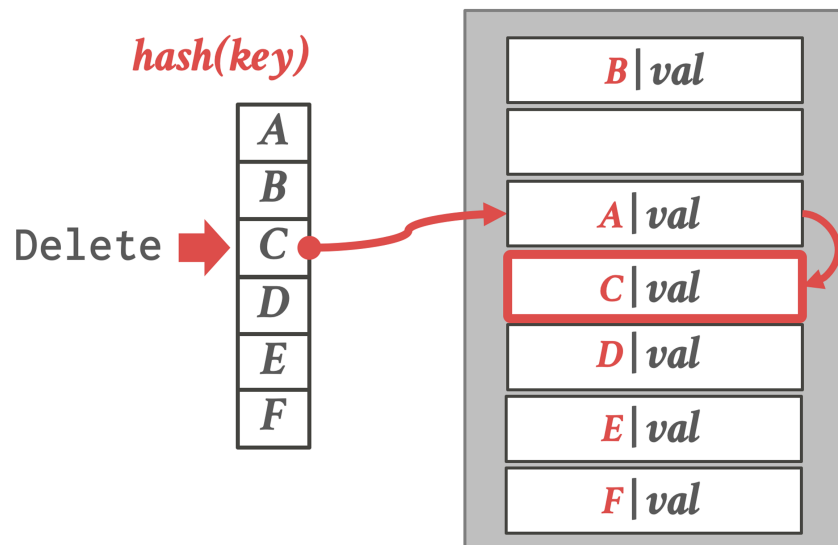 hash(key)
A
B
Delete
C
D
E
F
B|val
A|val
C|val
D|val
E|val
F|val